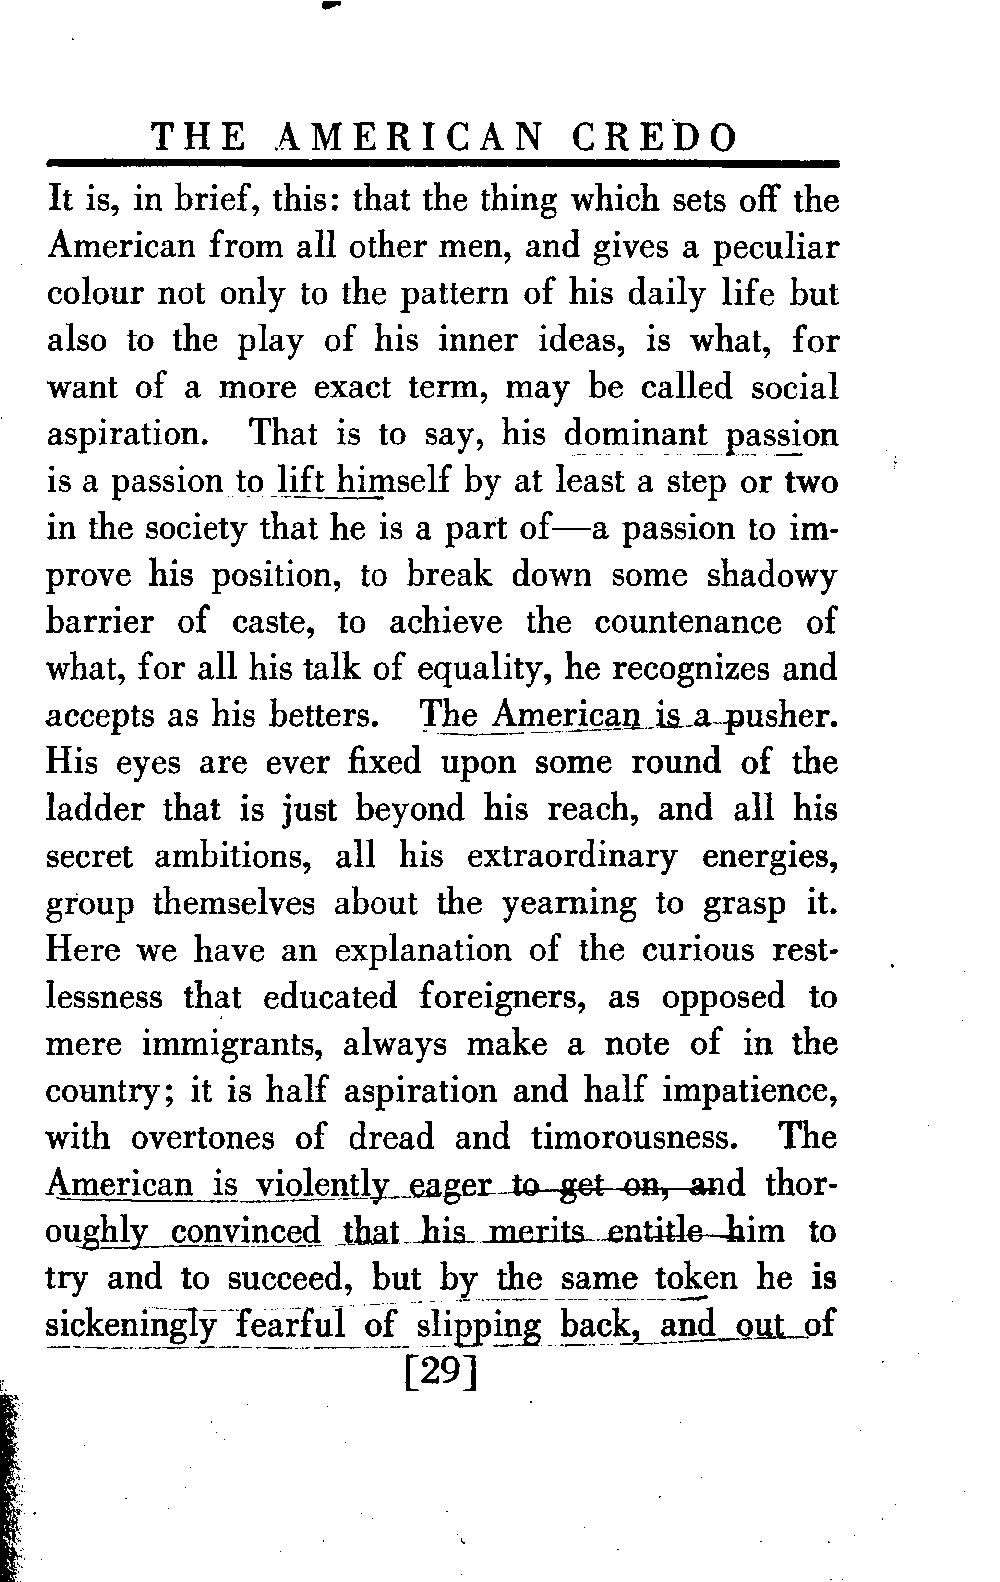 THE AMERICAN CREDO
It is, in brief, this: that the thing which sets off the
American from all other men, and gives a peculiar
colour not only to the pattern of his daily life but
also to the play of his inner ideas, is what, for
want of a more exact term, may be called social
aspiration. That is to say, his dominant passion
is a passion to lift himself by at least a step or two
in the society that he is a part of—a passion to im-
prove his position, to break down some shadowy
barrier of caste, to achieve the countenance of
what, for all his talk of equality, he recognizes and
accepts as his betters. The American is a pusher.
His eyes are ever fixed upon some round of the
ladder that is just beyond his reach, and all his
secret ambitions, all his extraordinary energies,
group themselves about the yearning to grasp it.
Here we have an explanation of the curious rest-
lessness that educated foreigners, as opposed to
mere immigrants, always make a note of in the
country; it is half aspiration and half impatience,
with overtones of dread and timorousness. The
American is violently eager to get on, and thor-
oughly convinced that his merits entitle him to
try and to succeed, but by the same token he is
sickeningly fearful of slipping back, and out of
[29]